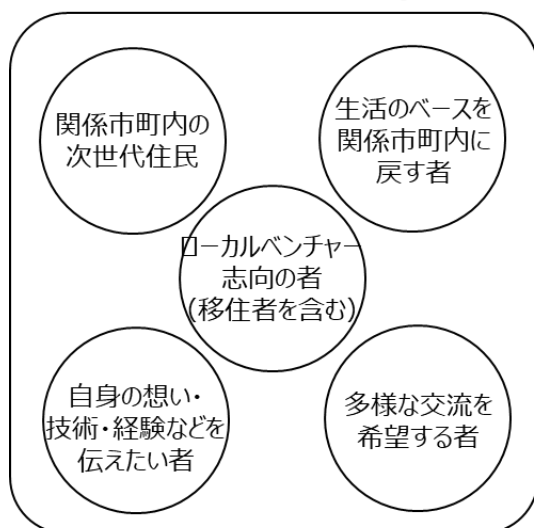 関係市町内の
次世代住民
生活のベースを
関係市町内に
戻す者
ローカルベンチャー
志向の者
(移住者を含む)
自身の想い・
技術・経験などを
伝えたい者
多様な交流を
希望する者